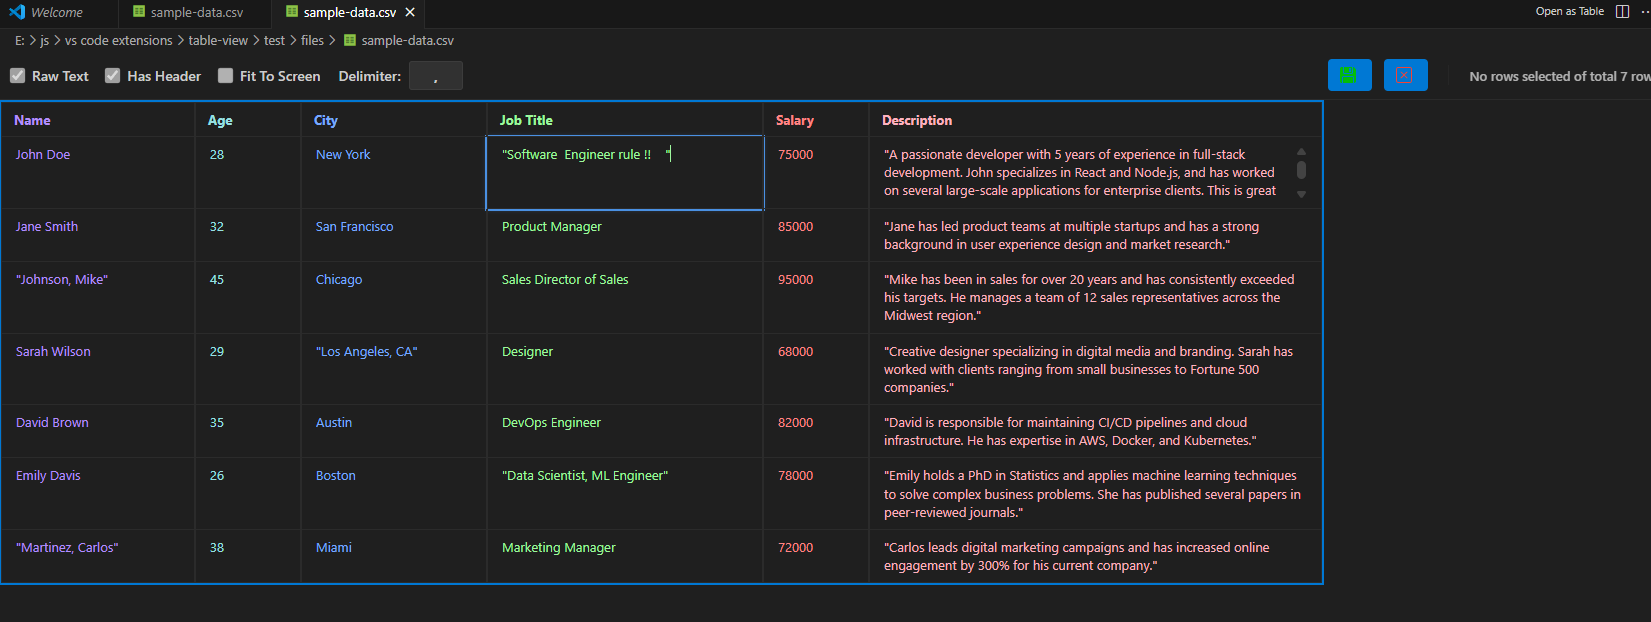 Welcome
sample-data.csv
sample-data.csv
Open as Table
E: > js > vs code extensions > table-view > test > files > sample-data.csv
Raw Text
Has Header
Fit To Screen
Delimiter: ,
No rows selected of total 7 row
Name Age City Job Title Salary Description
John Doe 28 New York "Software  Engineer rule !!    " 75000 "A passionate developer with 5 years of experience in full-stack
development. John specializes in React and Node.js, and has worked
on several large-scale applications for enterprise clients. This is great
Jane Smith 32 San Francisco Product Manager 85000 "Jane has led product teams at multiple startups and has a strong
background in user experience design and market research."
"Johnson, Mike" 45 Chicago Sales Director of Sales 95000 "Mike has been in sales for over 20 years and has consistently exceeded
his targets. He manages a team of 12 sales representatives across the
Midwest region."
Sarah Wilson 29 "Los Angeles, CA" Designer 68000 "Creative designer specializing in digital media and branding. Sarah has
worked with clients ranging from small businesses to Fortune 500
companies."
David Brown 35 Austin DevOps Engineer 82000 "David is responsible for maintaining CI/CD pipelines and cloud
infrastructure. He has expertise in AWS, Docker, and Kubernetes."
Emily Davis 26 Boston "Data Scientist, ML Engineer" 78000 "Emily holds a PhD in Statistics and applies machine learning techniques
to solve complex business problems. She has published several papers in
peer-reviewed journals."
"Martinez, Carlos" 38 Miami Marketing Manager 72000 "Carlos leads digital marketing campaigns and has increased online
engagement by 300% for his current company."